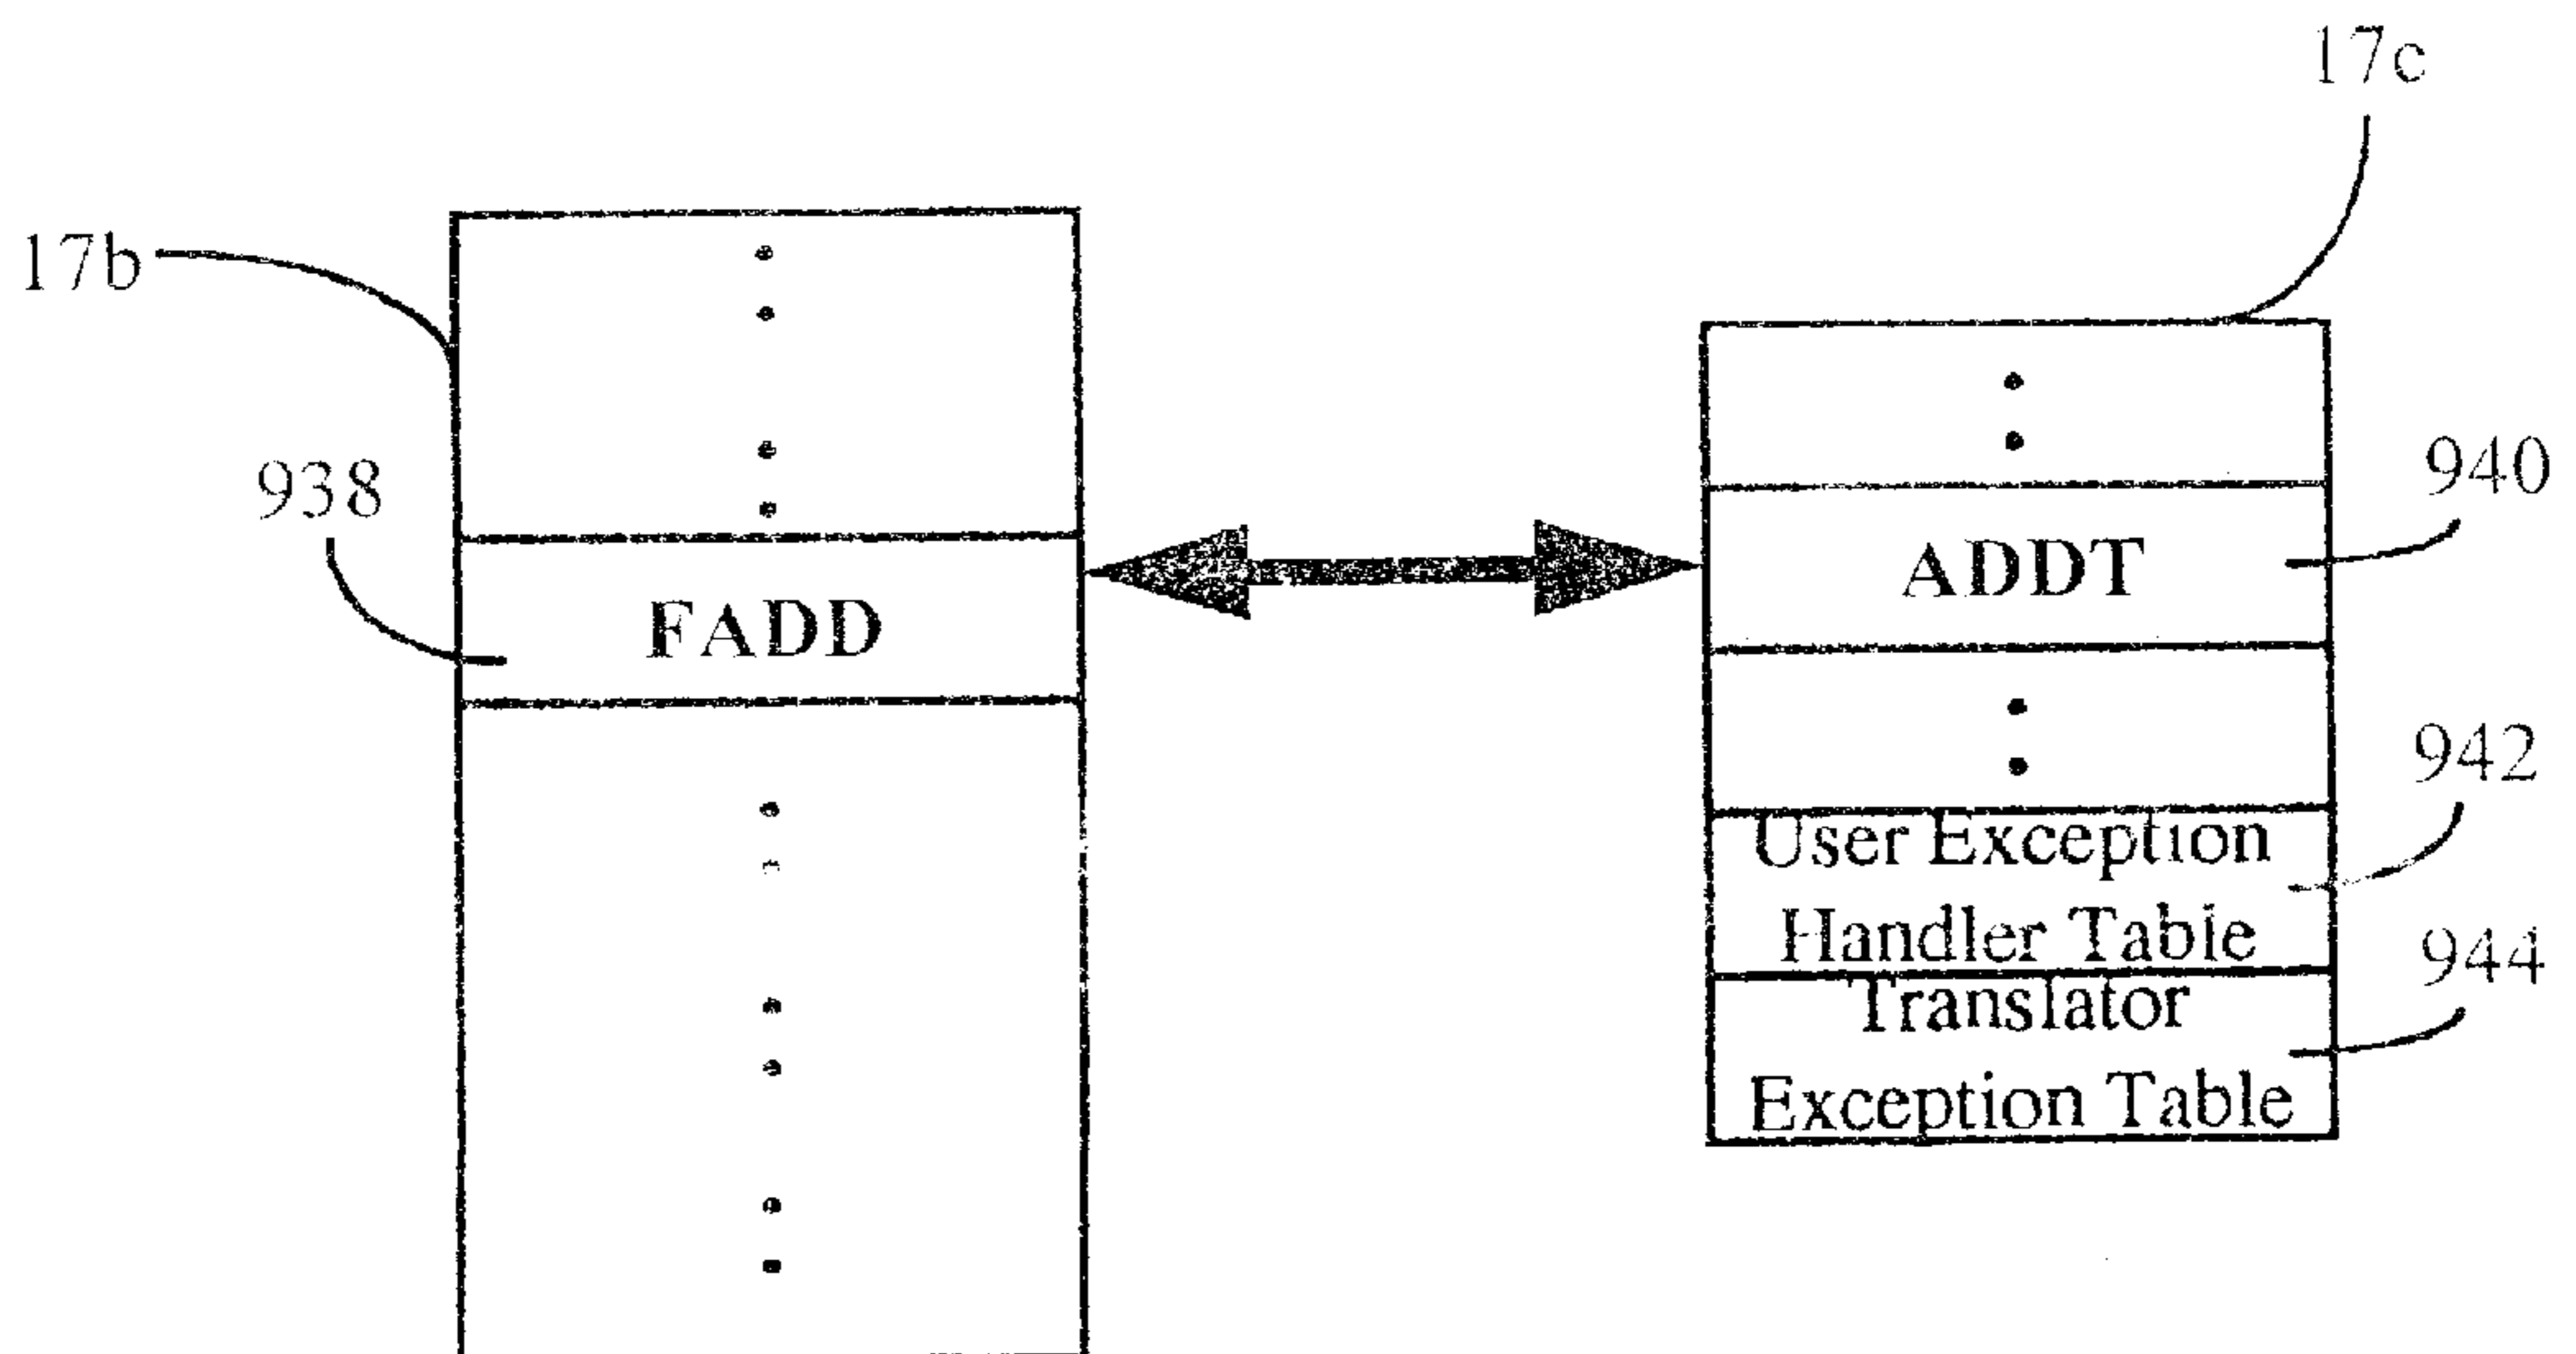 17c
17b
938
FADD
940
ADDT
942
User Exception
Handler Table
944
Translator
Exception Table